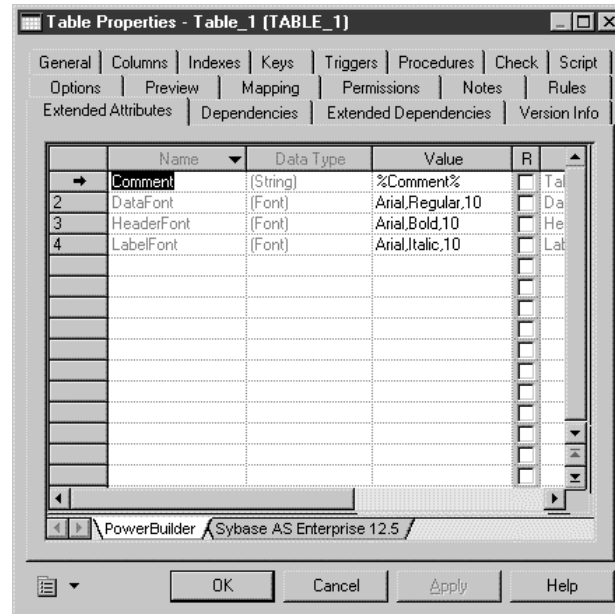 Table Properties - Table_1 (TABLE_1)
General Columns Indexes Keys Triggers Procedures Check Script
Options Preview Mapping Permissions Notes Rules
Extended Attributes Dependencies Extended Dependencies Version Info
Name Data Type Value R
Comment (String) %Comment% Tal
2 DataFont (Font) Arial,Regular,10 Da
3 HeaderFont (Font) Arial,Bold,10 He
4 LabelFont (Font) Arial,Italic,10 Lat
PowerBuilder Sybase AS Enterprise 12.5
OK Cancel Apply Help